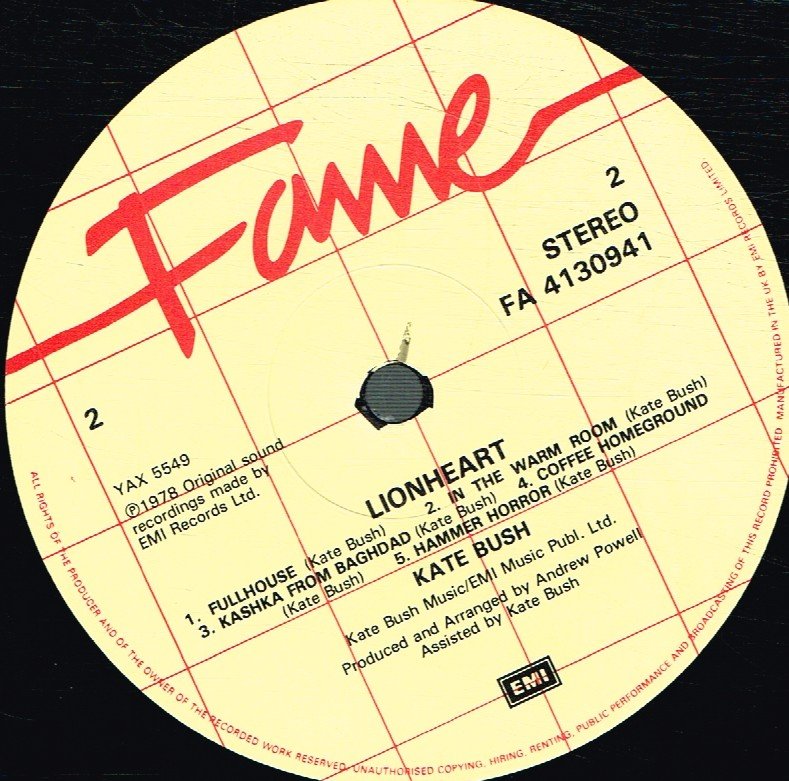 Fame
2
STEREO
FA 4130941
2
YAX 5549
℗1978 Original sound
recordings made by
EMI Records Ltd.
LIONHEART
1. FULLHOUSE (Kate Bush) 2. IN THE WARM ROOM (Kate Bush)
3. KASHKA FROM BAGHDAD (Kate Bush) 4. COFFEE HOMEGROUND
(Kate Bush) 5. HAMMER HORROR (Kate Bush)
KATE BUSH
Kate Bush Music/EMI Music Publ. Ltd.
Produced and Arranged by Andrew Powell
Assisted by Kate Bush
EMI
ALL RIGHTS OF THE PRODUCER AND OF THE OWNER OF THE RECORDED WORK RESERVED. UNAUTHORISED COPYING, HIRING, RENTING, PUBLIC PERFORMANCE AND BROADCASTING OF THIS RECORD PROHIBITED MANUFACTURED IN THE UK BY EMI RECORDS LIMITED.